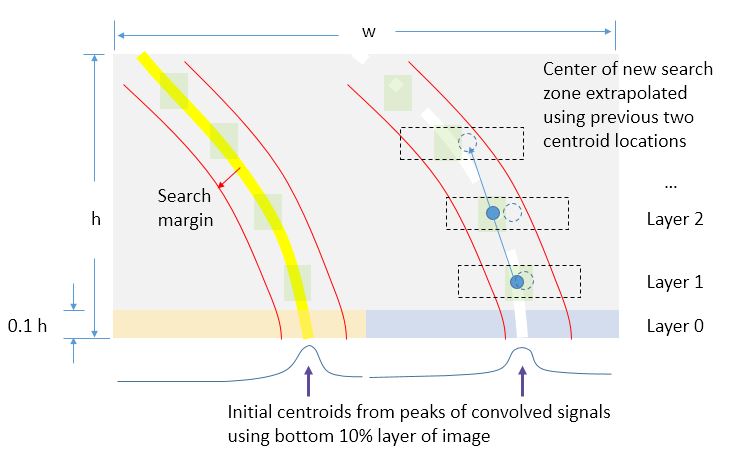 w
Center of new search
zone extrapolated
using previous two
centroid locations
...
Search
margin
h
Layer 2
Layer 1
0.1 h
Layer 0
Initial centroids from peaks of convolved signals
using bottom 10% layer of image